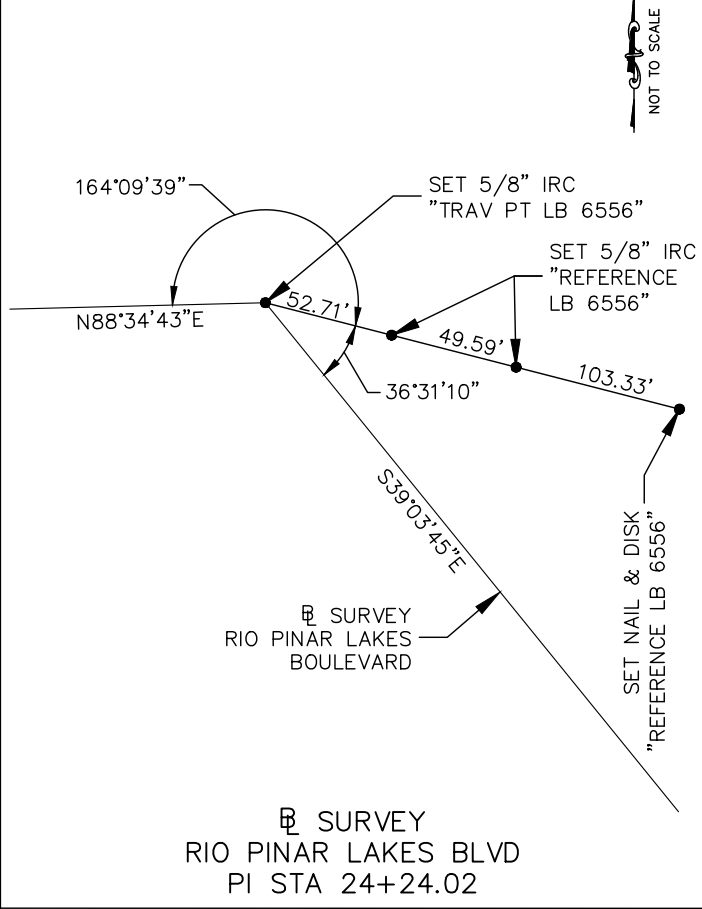 NOT TO SCALE
164°09'39"
SET 5/8" IRC
"TRAV PT LB 6556"
SET 5/8" IRC
"REFERENCE
LB 6556"
52.71'
N88°34'43"E
49.59'
103.33'
36°31'10"
S39°03'45"E
SET NAIL & DISK
"REFERENCE LB 6556"
BL SURVEY
RIO PINAR LAKES
BOULEVARD
BL SURVEY
RIO PINAR LAKES BLVD
PI STA 24+24.02